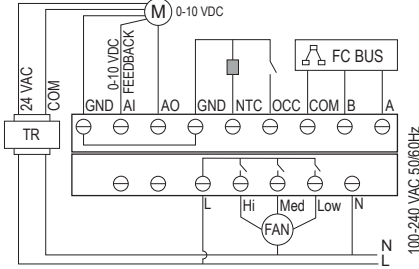 M
0-10 VDC
24 VAC
COM
0-10 VDC
FEEDBACK
FC BUS
GND AI AO GND NTC OCC COM B A
TR
L Hi Med Low N
FAN
100-240 VAC 50/60Hz
N
L